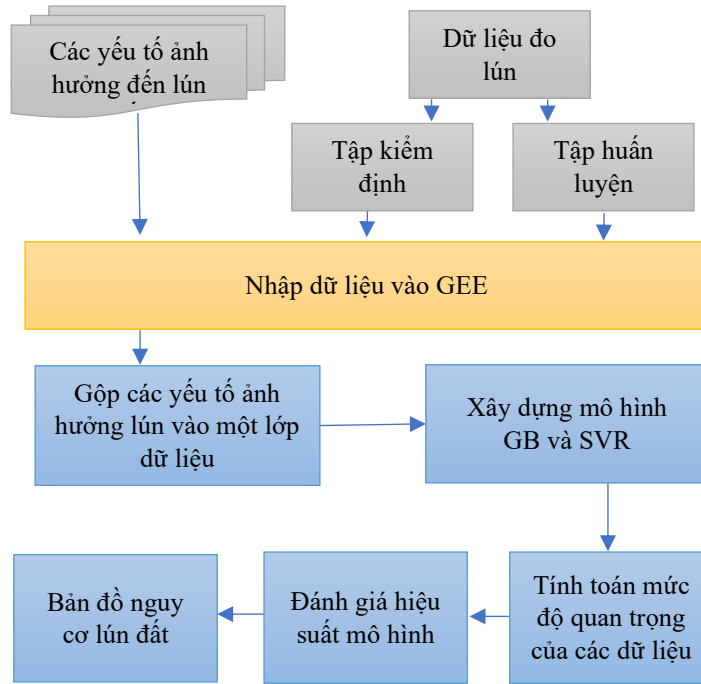 Các yếu tố ảnh
hưởng đến lún
Dữ liệu đo
lún
Tập kiểm
định
Tập huấn
luyện
Nhập dữ liệu vào GEE
Gộp các yếu tố ảnh
hưởng lún vào một lớp
dữ liệu
Xây dựng mô hình
GB và SVR
Bản đồ nguy
cơ lún đất
Đánh giá hiệu
suất mô hình
Tính toán mức
độ quan trọng
của các dữ liệu